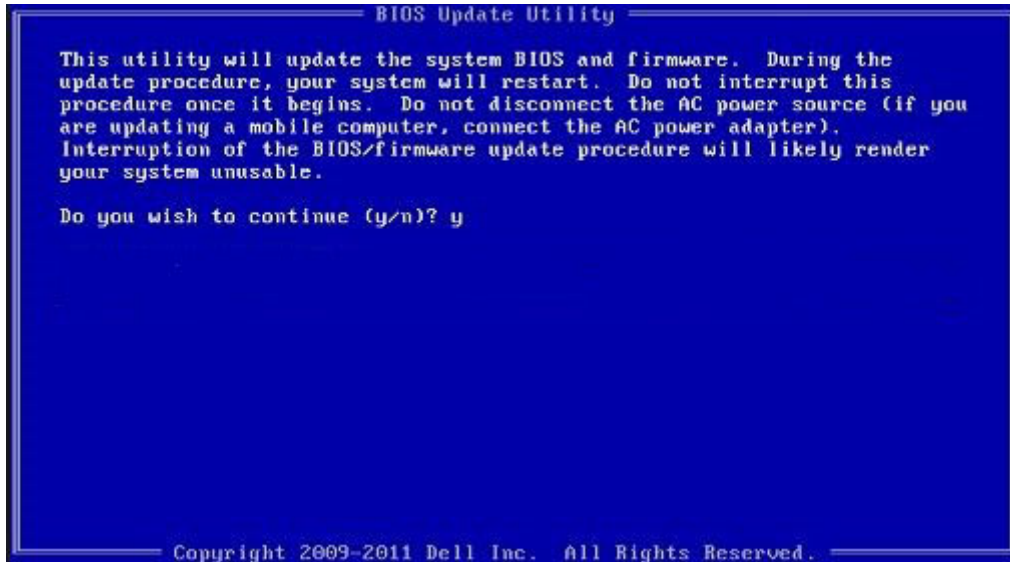 BIOS Update Utility
This utility will update the system BIOS and firmware. During the
update procedure, your system will restart. Do not interrupt this
procedure once it begins. Do not disconnect the AC power source (if you
are updating a mobile computer, connect the AC power adapter).
Interruption of the BIOS/firmware update procedure will likely render
your system unusable.
Do you wish to continue (y/n)? y
Copyright 2009-2011 Dell Inc. All Rights Reserved.